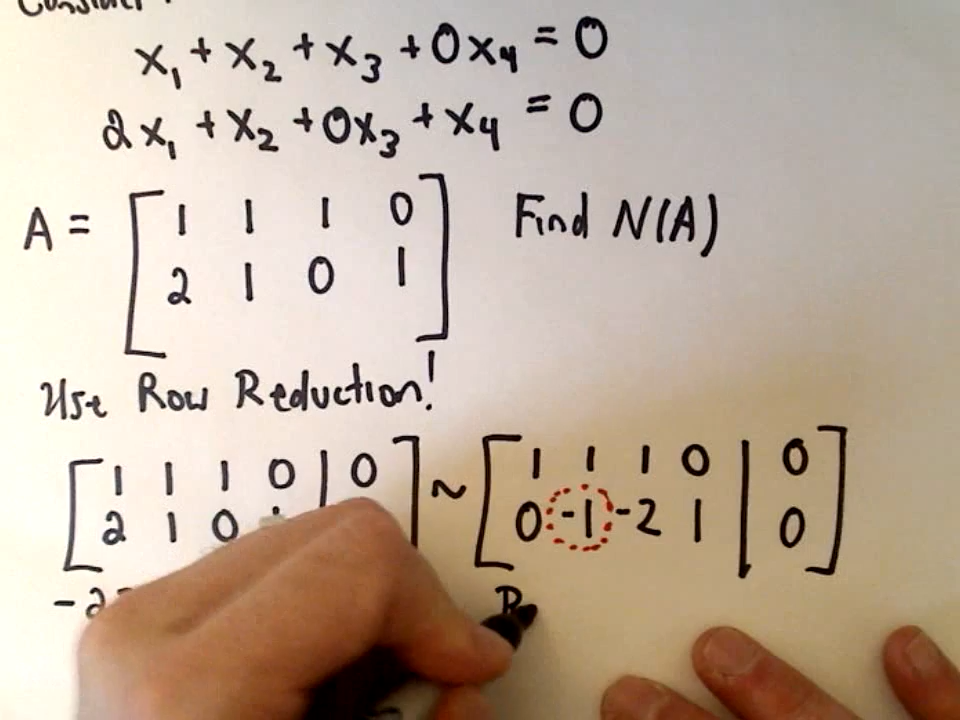 x₁ + x₂ + x₃ + 0x₄ = 0
2x₁ + x₂ + 0x₃ + x₄ = 0
A = [ 1 1 1 0
2 1 0 1 ] Find N(A)
Use Row Reduction!
[ 1 1 1 0 | 0 ] ~ [ 1 1 1 0 | 0 ]
[ 2 1 0 ] [ 0 -1 -2 1 | 0 ]
-2